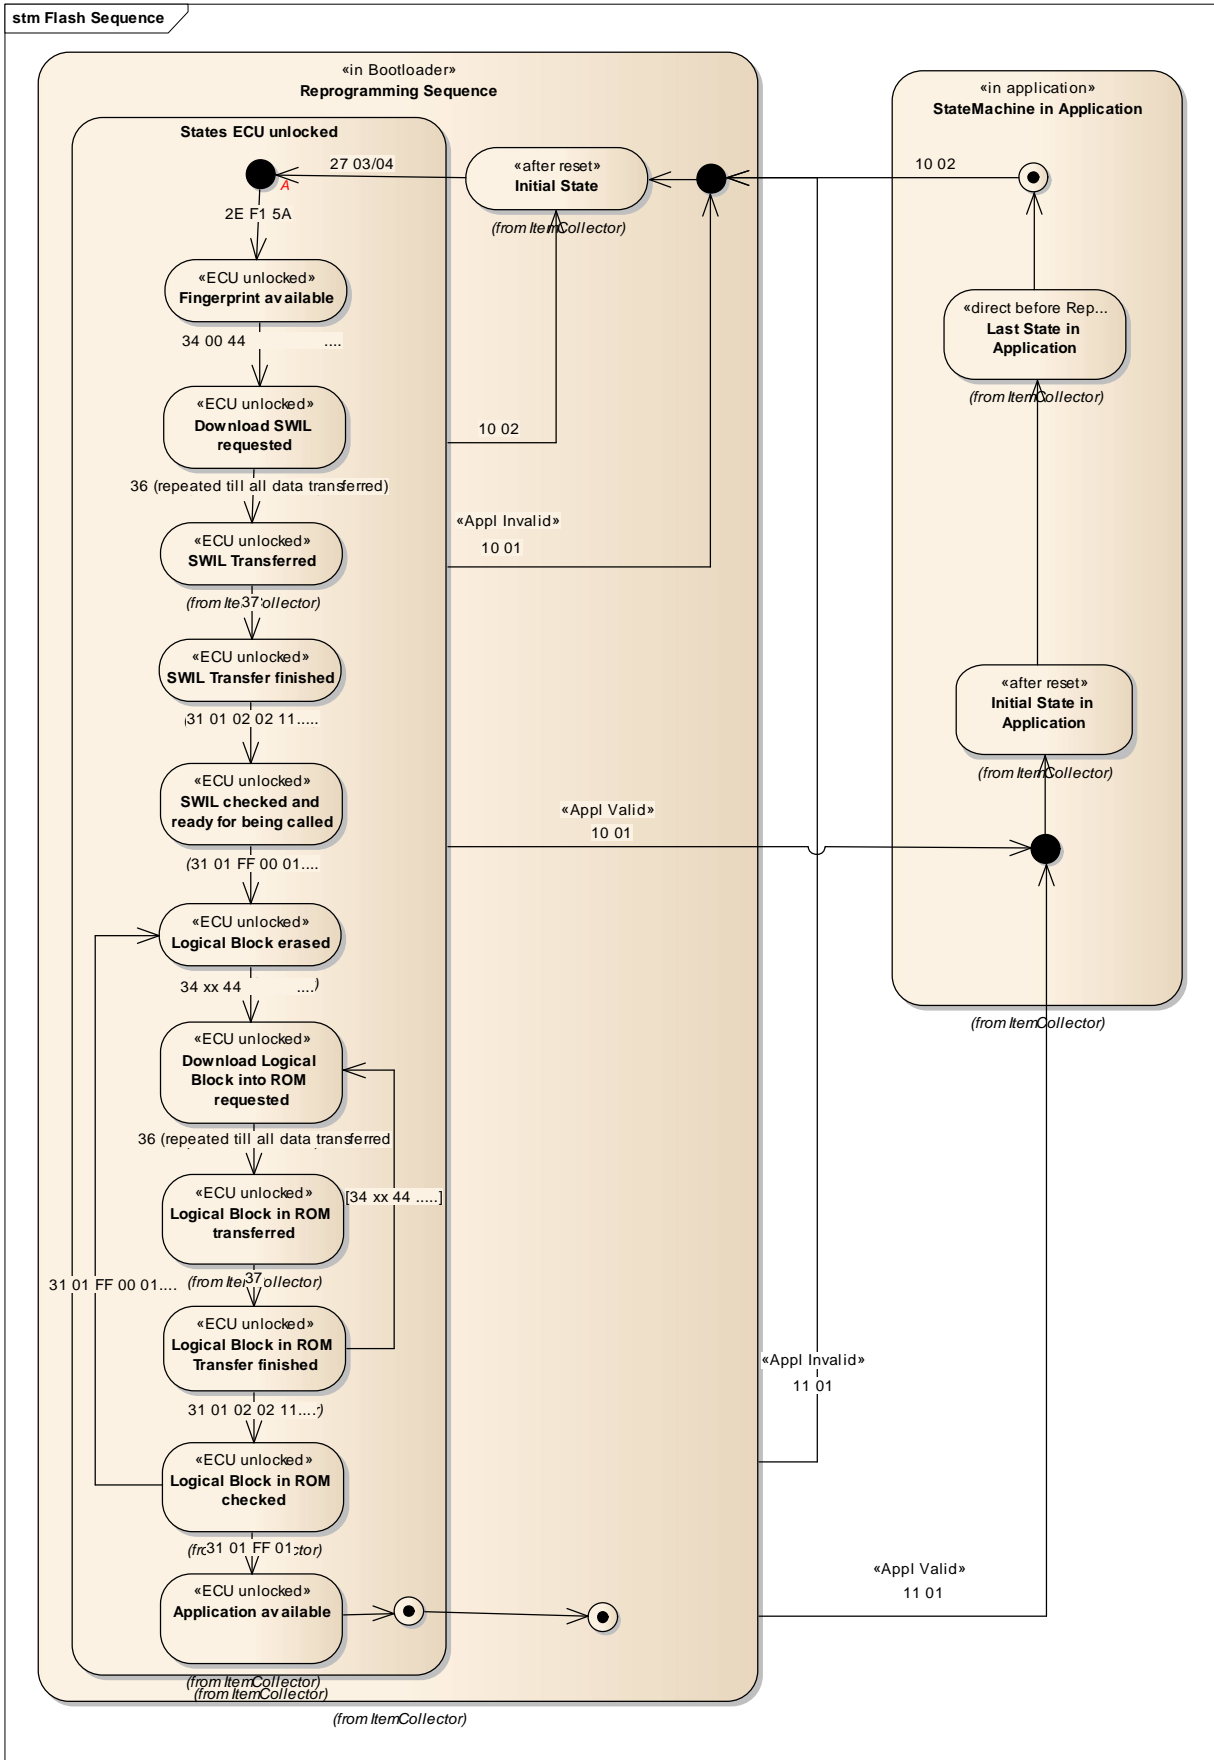 stm Flash Sequence
«in Bootloader»
Reprogramming Sequence
States ECU unlocked
27 03/04
A
2E F1 5A
«after reset»
Initial State
(from ItemCollector)
«ECU unlocked»
Fingerprint available
34 00 44 ....
«ECU unlocked»
Download SWIL
requested
10 02
36 (repeated till all data transferred)
«Appl Invalid»
10 01
«ECU unlocked»
SWIL Transferred
(from ItemCollector)
37
«ECU unlocked»
SWIL Transfer finished
(31 01 02 02 11.....
«ECU unlocked»
SWIL checked and
ready for being called
«Appl Valid»
10 01
(31 01 FF 00 01....
«ECU unlocked»
Logical Block erased
34 xx 44 ....)
«ECU unlocked»
Download Logical
Block into ROM
requested
36 (repeated till all data transferred
«ECU unlocked»
Logical Block in ROM
transferred
[34 xx 44 .....]
31 01 FF 00 01....
(from ItemCollector)
37
«ECU unlocked»
Logical Block in ROM
Transfer finished
31 01 02 02 11....)
«ECU unlocked»
Logical Block in ROM
checked
(from ItemCollector)
31 01 FF 01
«ECU unlocked»
Application available
(from ItemCollector)
(from ItemCollector)
(from ItemCollector)
«in application»
StateMachine in Application
10 02
«direct before Rep...
Last State in
Application
(from ItemCollector)
«after reset»
Initial State in
Application
(from ItemCollector)
(from ItemCollector)
«Appl Invalid»
11 01
«Appl Valid»
11 01